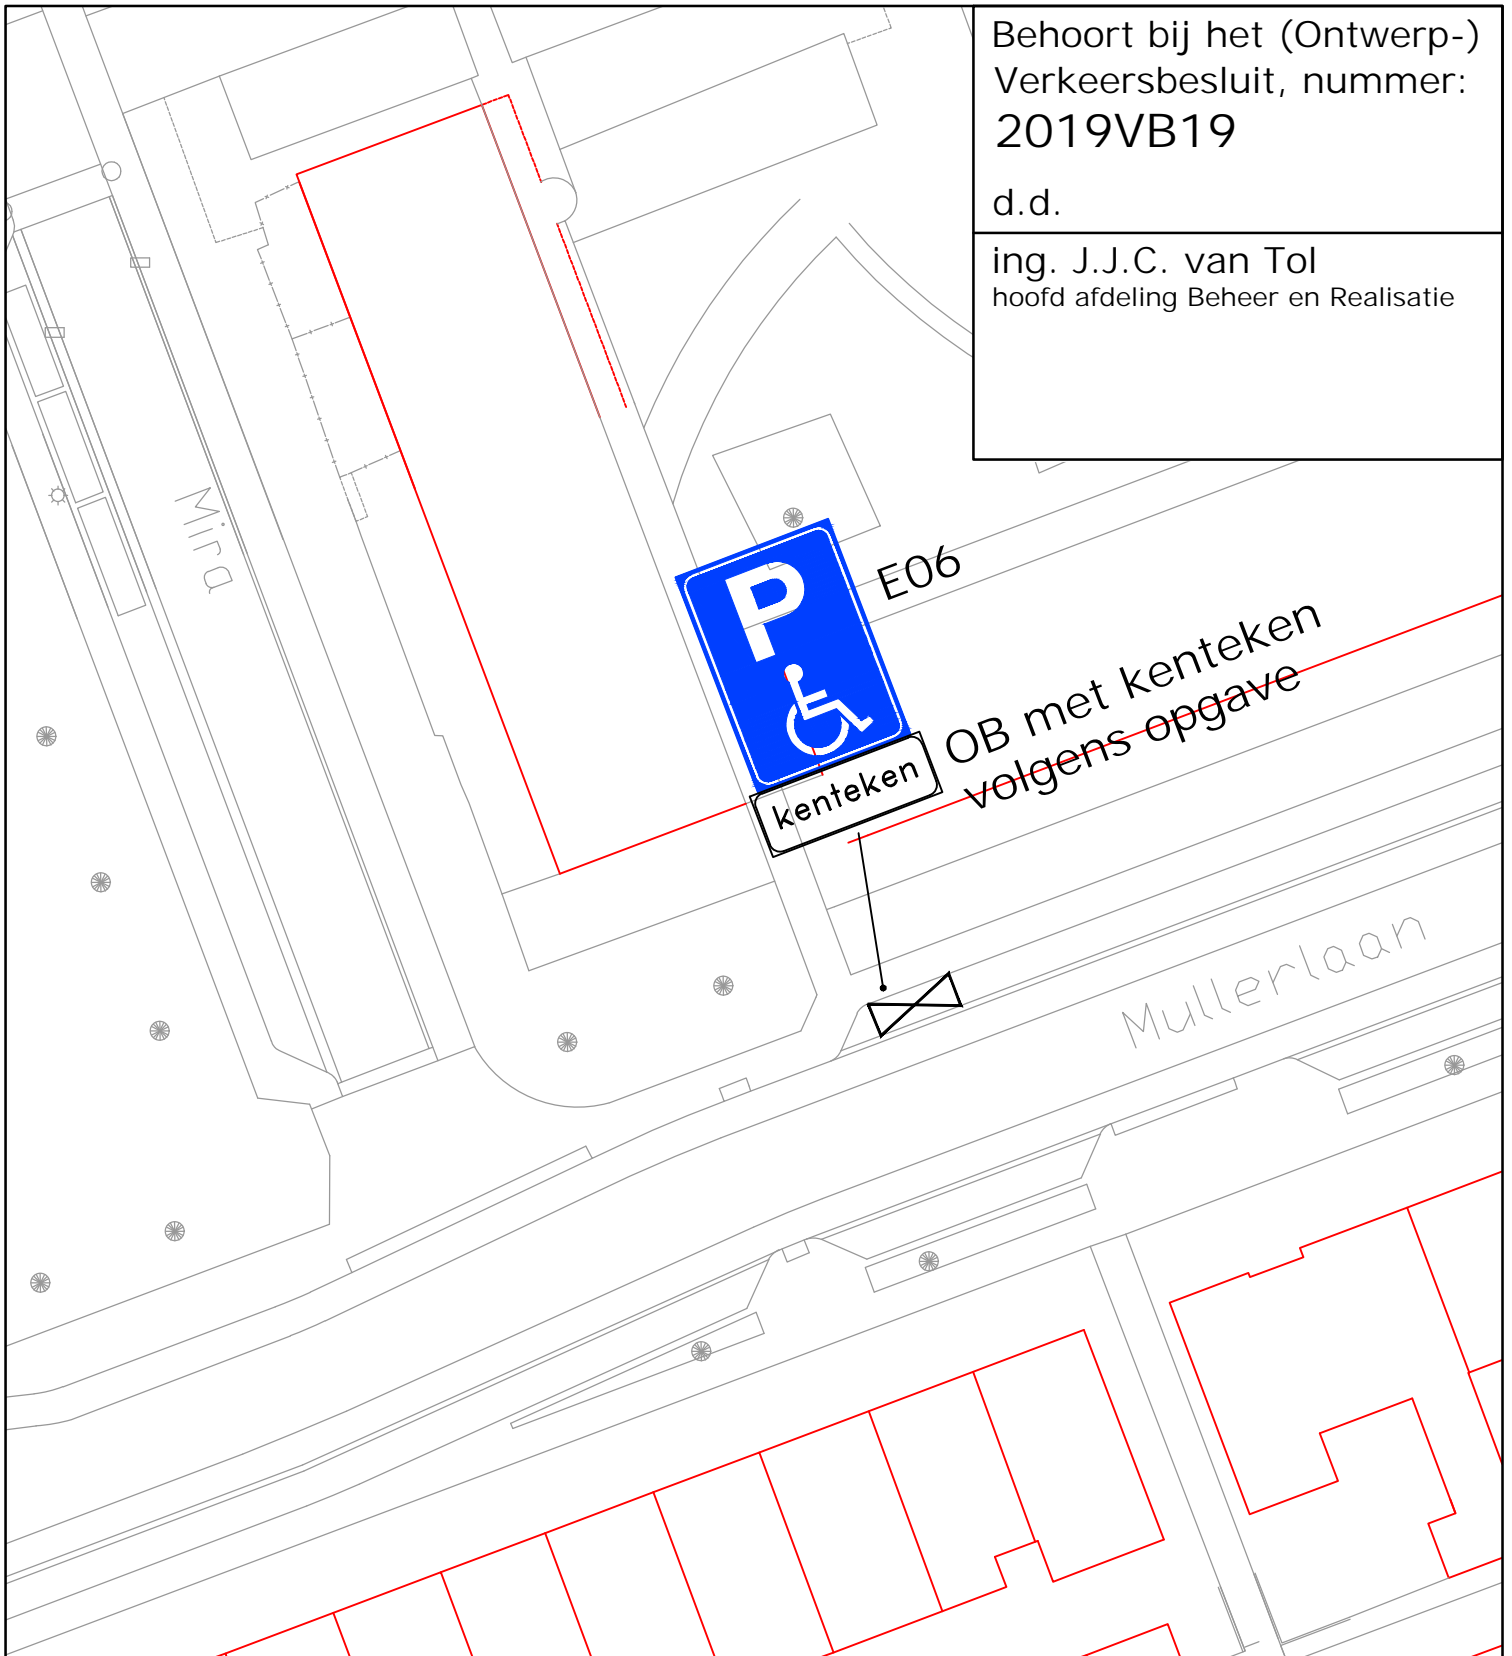 Behoort bij het (Ontwerp-)
Verkeersbesluit, nummer:
2019VB19
d.d.
ing. J.J.C. van Tol
hoofd afdeling Beheer en Realisatie
Mira
P
E06
kenteken
OB met kenteken
volgens opgave
Mullerlaan